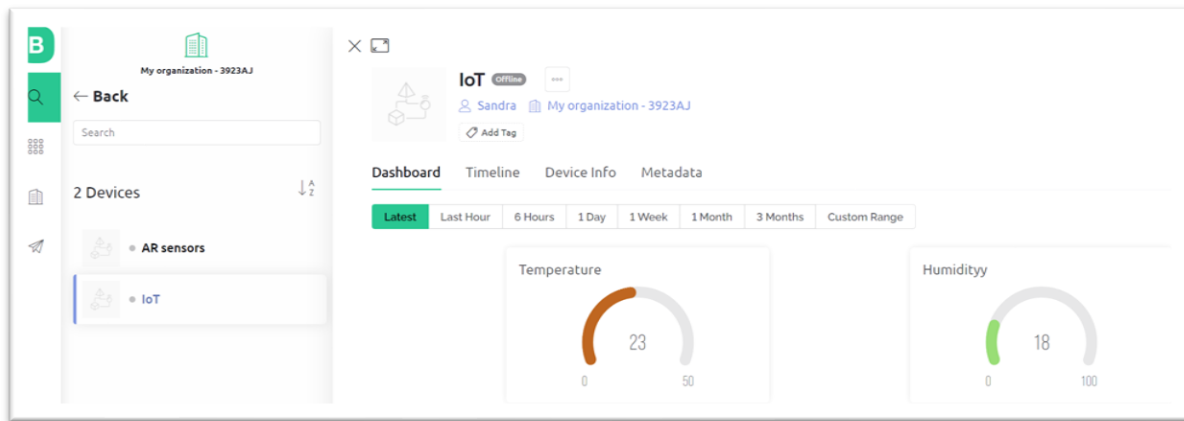 B
My organization - 3923AJ
← Back
Search
2 Devices
A
Z
AR sensors
IoT
IoT Offline ...
Sandra My organization - 3923AJ
Add Tag
Dashboard Timeline Device Info Metadata
Latest Last Hour 6 Hours 1 Day 1 Week 1 Month 3 Months Custom Range
Temperature
23
0 50
Humidityy
18
0 100